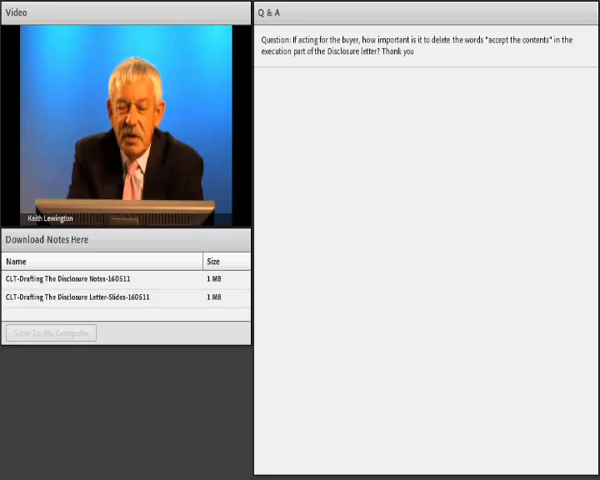 Video
Keith Lewington
Download Notes Here
Name Size
CLT-Drafting The Disclosure Notes-160511 1 MB
CLT-Drafting The Disclosure Letter-Slides-160511 1 MB
Save To My Computer
Q & A
Question: If acting for the buyer, how important is it to delete the words "accept the contents" in the
execution part of the Disclosure letter? Thank you